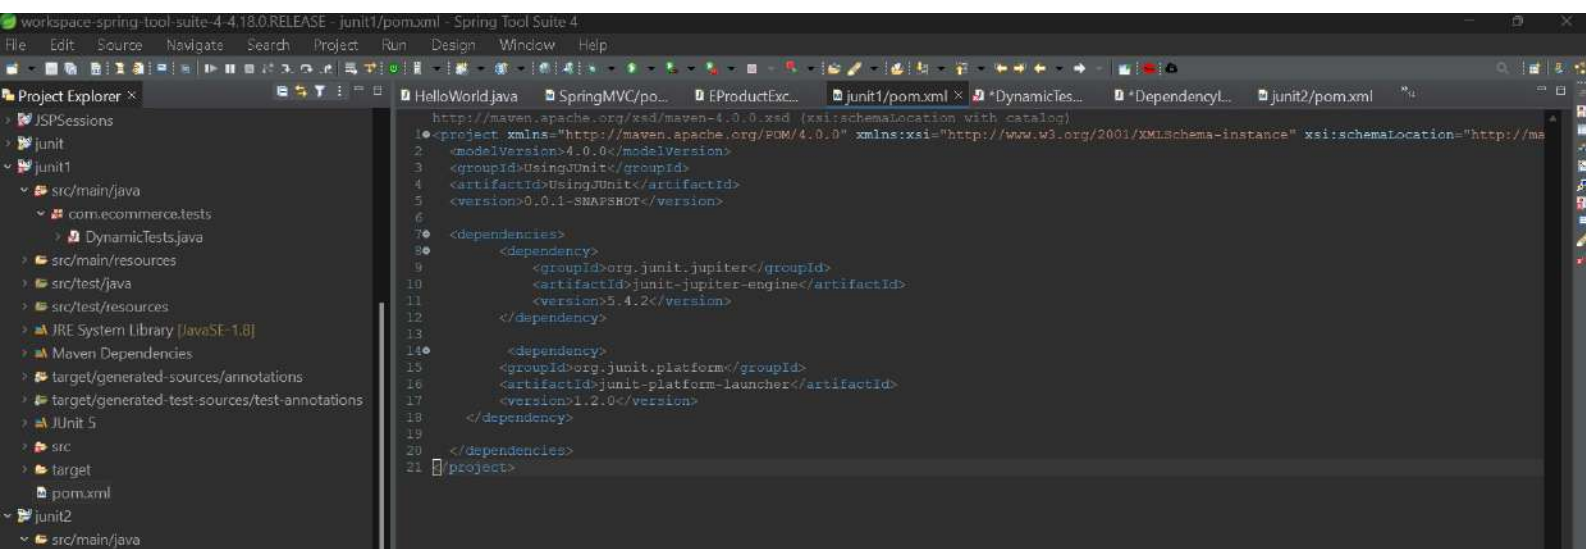 workspace-spring-tool-suite-4-4.18.0.RELEASE - junit1/pom.xml - Spring Tool Suite 4
File Edit Source Navigate Search Project Run Design Window Help
Project Explorer ×
HelloWorld.java SpringMVC/po... EProductExc... junit1/pom.xml × *DynamicTes... *DependencyI... junit2/pom.xml
JSPSessions
junit
junit1
src/main/java
com.ecommerce.tests
DynamicTests.java
src/main/resources
src/test/java
src/test/resources
JRE System Library [JavaSE-1.8]
Maven Dependencies
target/generated-sources/annotations
target/generated-test-sources/test-annotations
JUnit 5
src
target
pom.xml
junit2
src/main/java
http://maven.apache.org/xsd/maven-4.0.0.xsd (xsi:schemaLocation with catalog)
1 <project xmlns="http://maven.apache.org/POM/4.0.0" xmlns:xsi="http://www.w3.org/2001/XMLSchema-instance" xsi:schemaLocation="http://ma
2 <modelVersion>4.0.0</modelVersion>
3 <groupId>UsingJUnit</groupId>
4 <artifactId>UsingJUnit</artifactId>
5 <version>0.0.1-SNAPSHOT</version>
6
7 <dependencies>
8 <dependency>
9 <groupId>org.junit.jupiter</groupId>
10 <artifactId>junit-jupiter-engine</artifactId>
11 <version>5.4.2</version>
12 </dependency>
13
14 <dependency>
15 <groupId>org.junit.platform</groupId>
16 <artifactId>junit-platform-launcher</artifactId>
17 <version>1.2.0</version>
18 </dependency>
19
20 </dependencies>
21 </project>